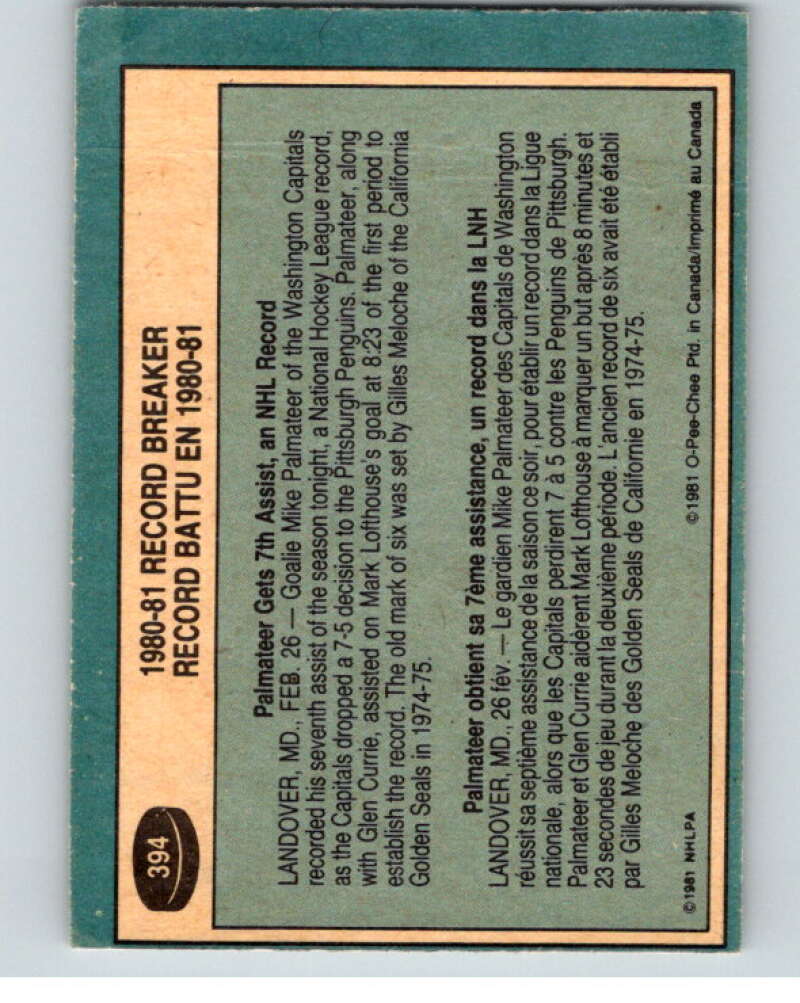 394
1980-81 RECORD BREAKER
RECORD BATTU EN 1980-81
Palmateer Gets 7th Assist, an NHL Record
LANDOVER, MD., FEB. 26 — Goalie Mike Palmateer of the Washington Capitals
recorded his seventh assist of the season tonight, a National Hockey League record,
as the Capitals dropped a 7-5 decision to the Pittsburgh Penguins. Palmateer, along
with Glen Currie, assisted on Mark Lofthouse's goal at 8:23 of the first period to
establish the record. The old mark of six was set by Gilles Meloche of the California
Golden Seals in 1974-75.
Palmateer obtient sa 7ème assistance, un record dans la LNH
LANDOVER, MD., 26 fév. — Le gardien Mike Palmateer des Capitals de Washington
réussit sa septième assistance de la saison ce soir, pour établir un record dans la Ligue
nationale, alors que les Capitals perdirent 7 à 5 contre les Penguins de Pittsburgh.
Palmateer et Glen Currie aidèrent Mark Lofthouse à marquer un but après 8 minutes et
23 secondes de jeu durant la deuxième période. L'ancien record de six avait été établi
par Gilles Meloche des Golden Seals de Californie en 1974-75.
©1981 NHLPA ©1981 O-Pee-Chee Ptd. in Canada/Imprimé au Canada